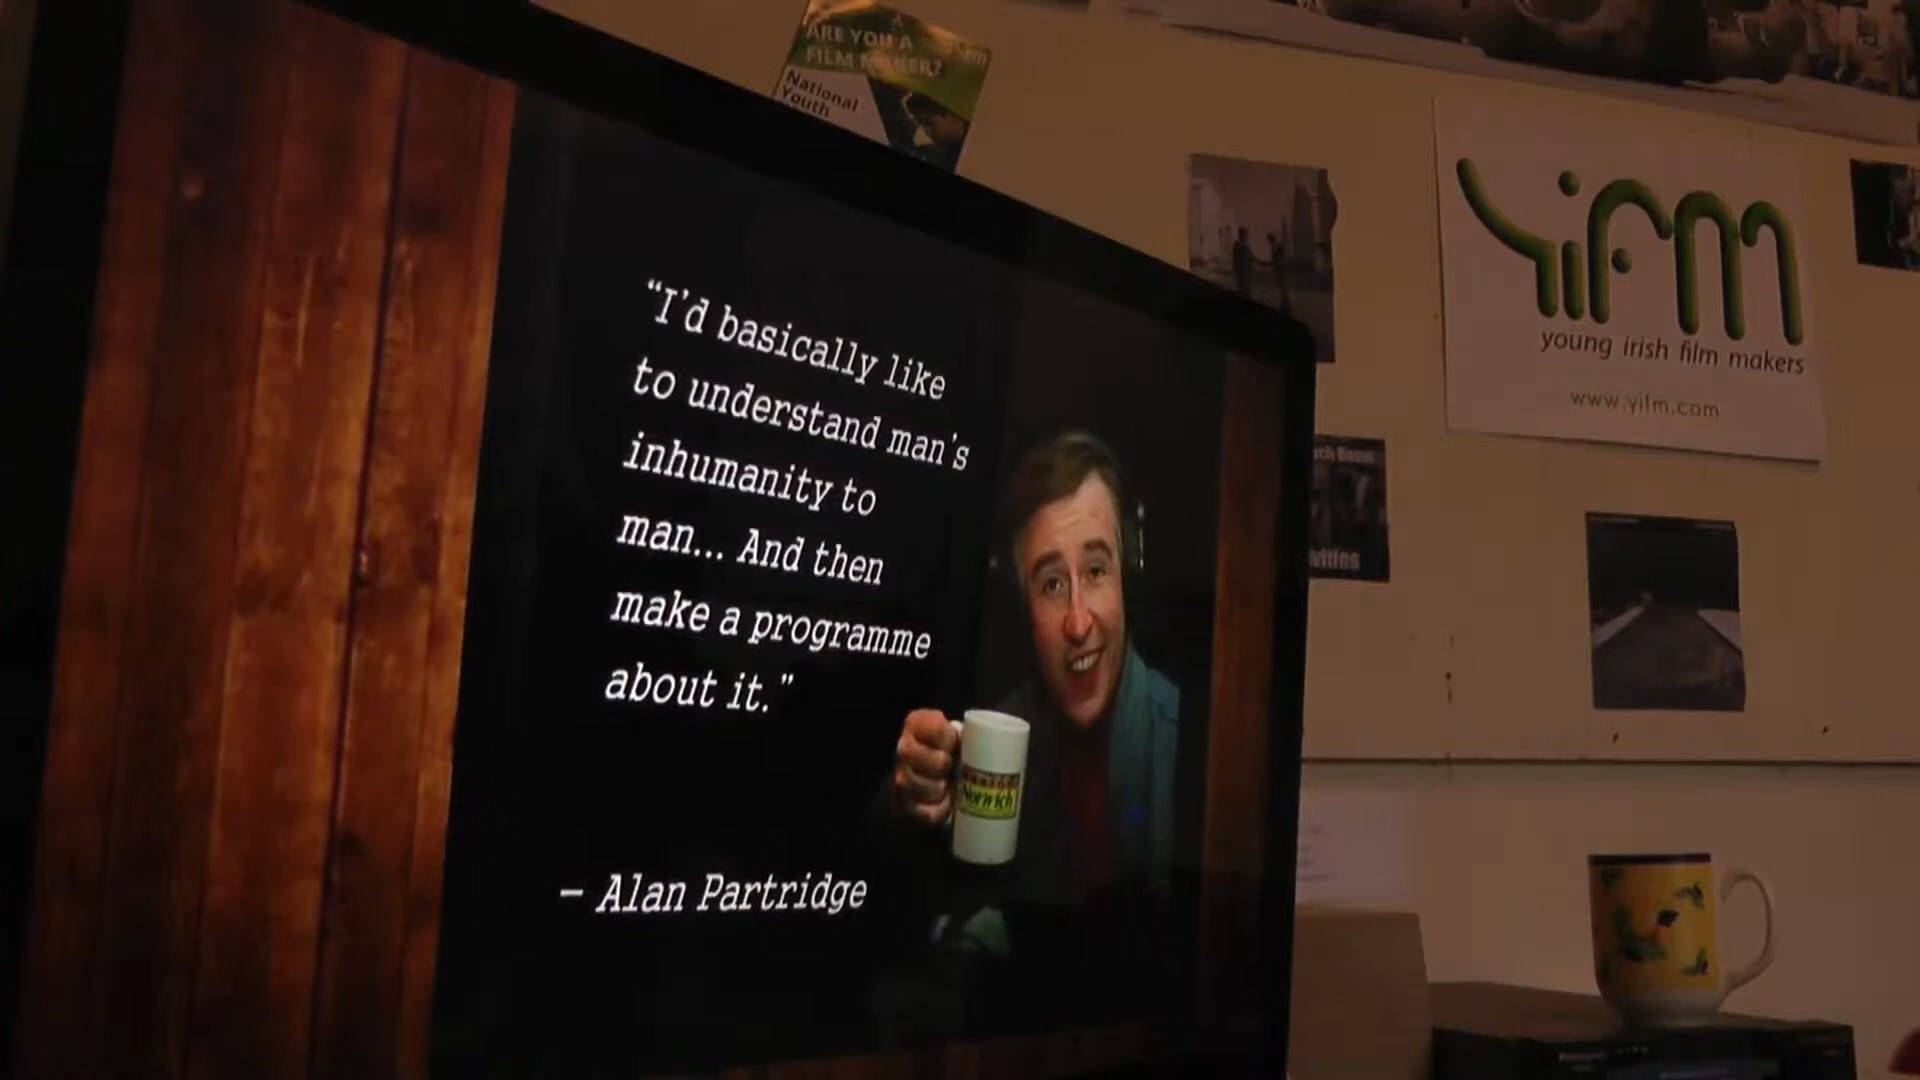 ARE YOU A
FILM MAKER?
National
Youth
"I'd basically like
to understand man's
inhumanity to
man... And then
make a programme
about it."
– Alan Partridge
Norwich
YiFM
young irish film makers
www.yifm.com